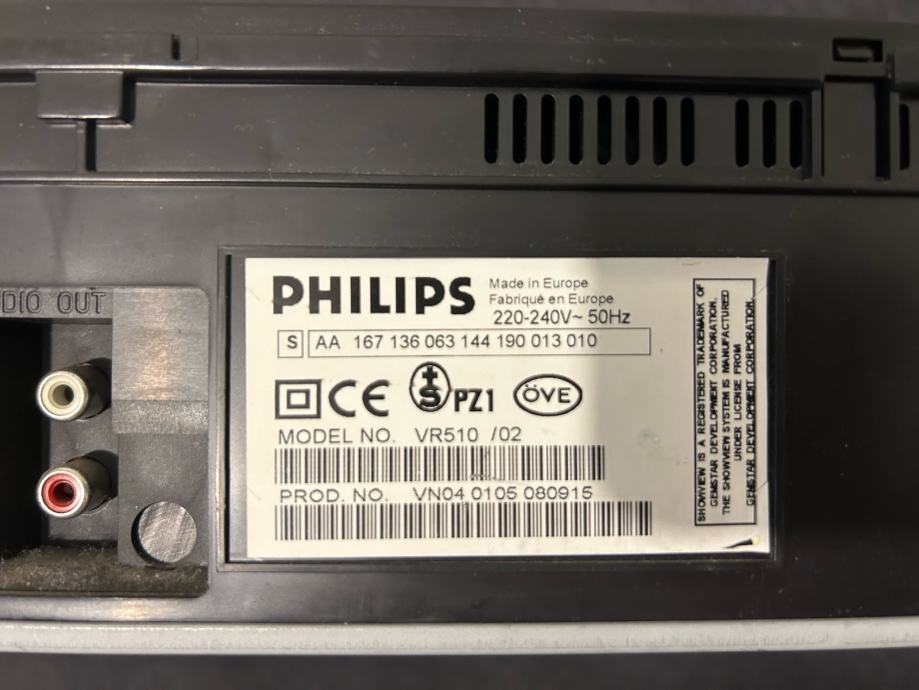 DIO OUT
PHILIPS
Made in Europe
Fabriqué en Europe
220-240V~ 50Hz
S AA 167 136 063 144 190 013 010
CE S PZ1 ÖVE
MODEL NO. VR510 /02
PROD. NO. VN04 0105 080915
SHOWVIEW IS A REGISTERED TRADEMARK OF
GEMSTAR DEVELOPMENT CORPORATION.
THE SHOWVIEW SYSTEM IS MANUFACTURED
UNDER LICENSE FROM
GEMSTAR DEVELOPMENT CORPORATION.